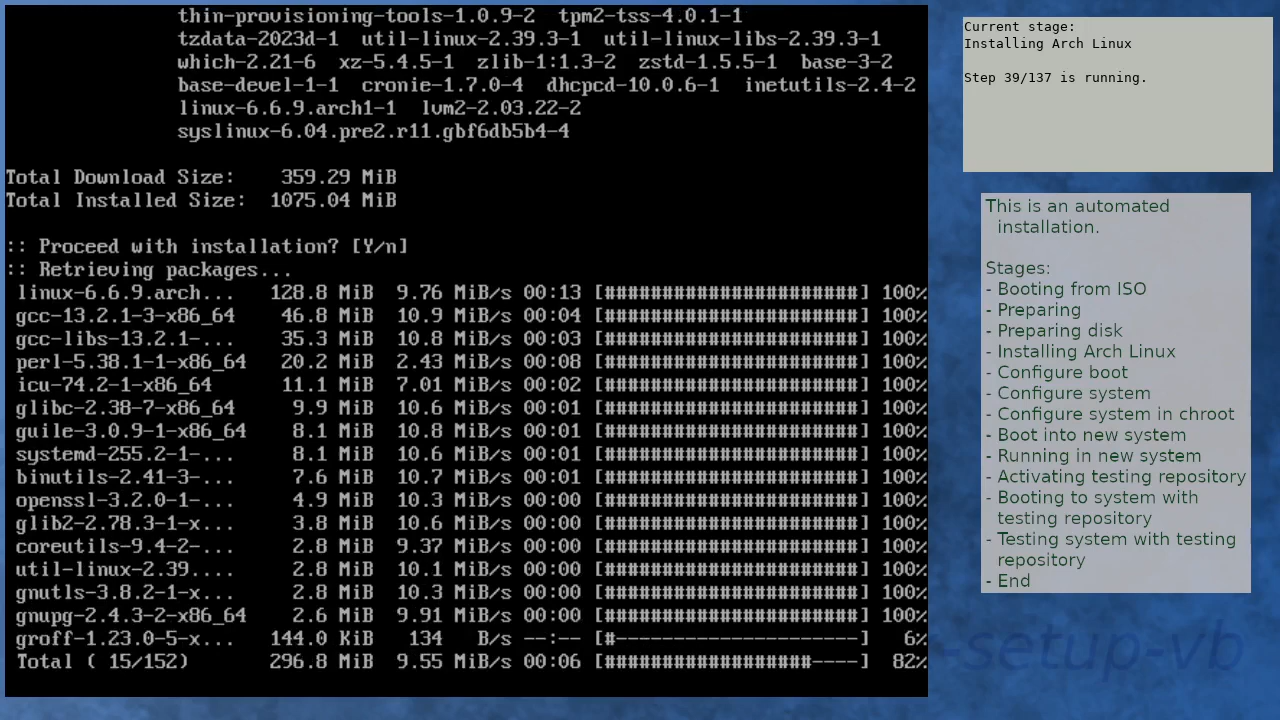 thin-provisioning-tools-1.0.9-2  tpm2-tss-4.0.1-1
tzdata-2023d-1  util-linux-2.39.3-1  util-linux-libs-2.39.3-1
which-2.21-6  xz-5.4.5-1  zlib-1:1.3-2  zstd-1.5.5-1  base-3-2
base-devel-1-1  cronie-1.7.0-4  dhcpcd-10.0.6-1  inetutils-2.4-2
linux-6.6.9.arch1-1  lvm2-2.03.22-2
syslinux-6.04.pre2.r11.gbf6db5b4-4
Total Download Size:    359.29 MiB
Total Installed Size:  1075.04 MiB
:: Proceed with installation? [Y/n]
:: Retrieving packages...
linux-6.6.9.arch...   128.8 MiB  9.76 MiB/s 00:13 [######################] 100%
gcc-13.2.1-3-x86_64    46.8 MiB  10.9 MiB/s 00:04 [######################] 100%
gcc-libs-13.2.1-...    35.3 MiB  10.8 MiB/s 00:03 [######################] 100%
perl-5.38.1-1-x86_64   20.2 MiB  2.43 MiB/s 00:08 [######################] 100%
icu-74.2-1-x86_64      11.1 MiB  7.01 MiB/s 00:02 [######################] 100%
glibc-2.38-7-x86_64     9.9 MiB  10.6 MiB/s 00:01 [######################] 100%
guile-3.0.9-1-x86_64    8.1 MiB  10.8 MiB/s 00:01 [######################] 100%
systemd-255.2-1-...     8.1 MiB  10.6 MiB/s 00:01 [######################] 100%
binutils-2.41-3-...     7.6 MiB  10.7 MiB/s 00:01 [######################] 100%
openssl-3.2.0-1-...     4.9 MiB  10.3 MiB/s 00:00 [######################] 100%
glib2-2.78.3-1-x...     3.8 MiB  10.6 MiB/s 00:00 [######################] 100%
coreutils-9.4-2-...     2.8 MiB  9.37 MiB/s 00:00 [######################] 100%
util-linux-2.39....     2.8 MiB  10.1 MiB/s 00:00 [######################] 100%
gnutls-3.8.2-1-x...     2.8 MiB  10.3 MiB/s 00:00 [######################] 100%
gnupg-2.4.3-2-x86_64    2.6 MiB  9.91 MiB/s 00:00 [######################] 100%
groff-1.23.0-5-x...   144.0 KiB   134   B/s --:-- [#---------------------]   6%
Total ( 15/152)       296.8 MiB  9.55 MiB/s 00:06 [##################----]  82%
Current stage:
Installing Arch Linux
Step 39/137 is running.
This is an automated
installation.
Stages:
- Booting from ISO
- Preparing
- Preparing disk
- Installing Arch Linux
- Configure boot
- Configure system
- Configure system in chroot
- Boot into new system
- Running in new system
- Activating testing repository
- Booting to system with
testing repository
- Testing system with testing
repository
- End
-setup-vb